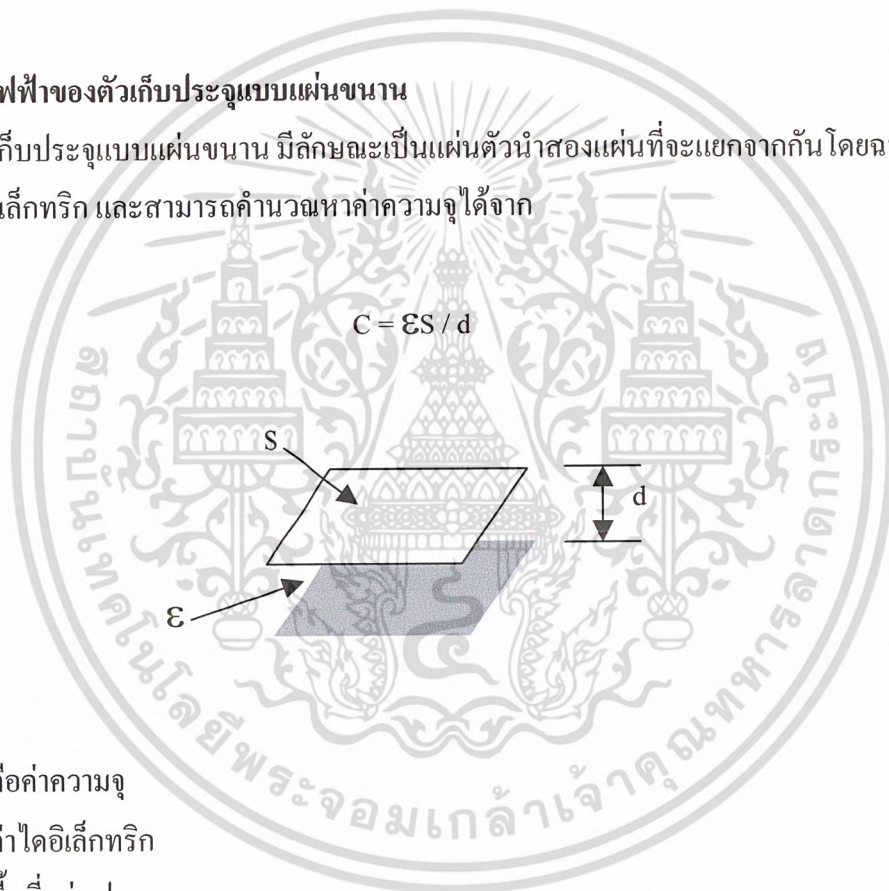 ฟฟ้าของตัวเก็บประจุแบบแผ่นขนาน
ก็บประจุแบบแผ่นขนาน มีลักษณะเป็นแผ่นตัวนำสองแผ่นที่จะแยกจากกันโดยฉ
เล็กทริก และสามารถคำนวณหาค่าความจุได้จาก
C = εS / d
S
d
ε
คือค่าความจุ
ค่าไดอิเล็กทริก
สถาบันเทคโนโลยีพระจอมเกล้าเจ้าคุณทหารลาดกระบัง